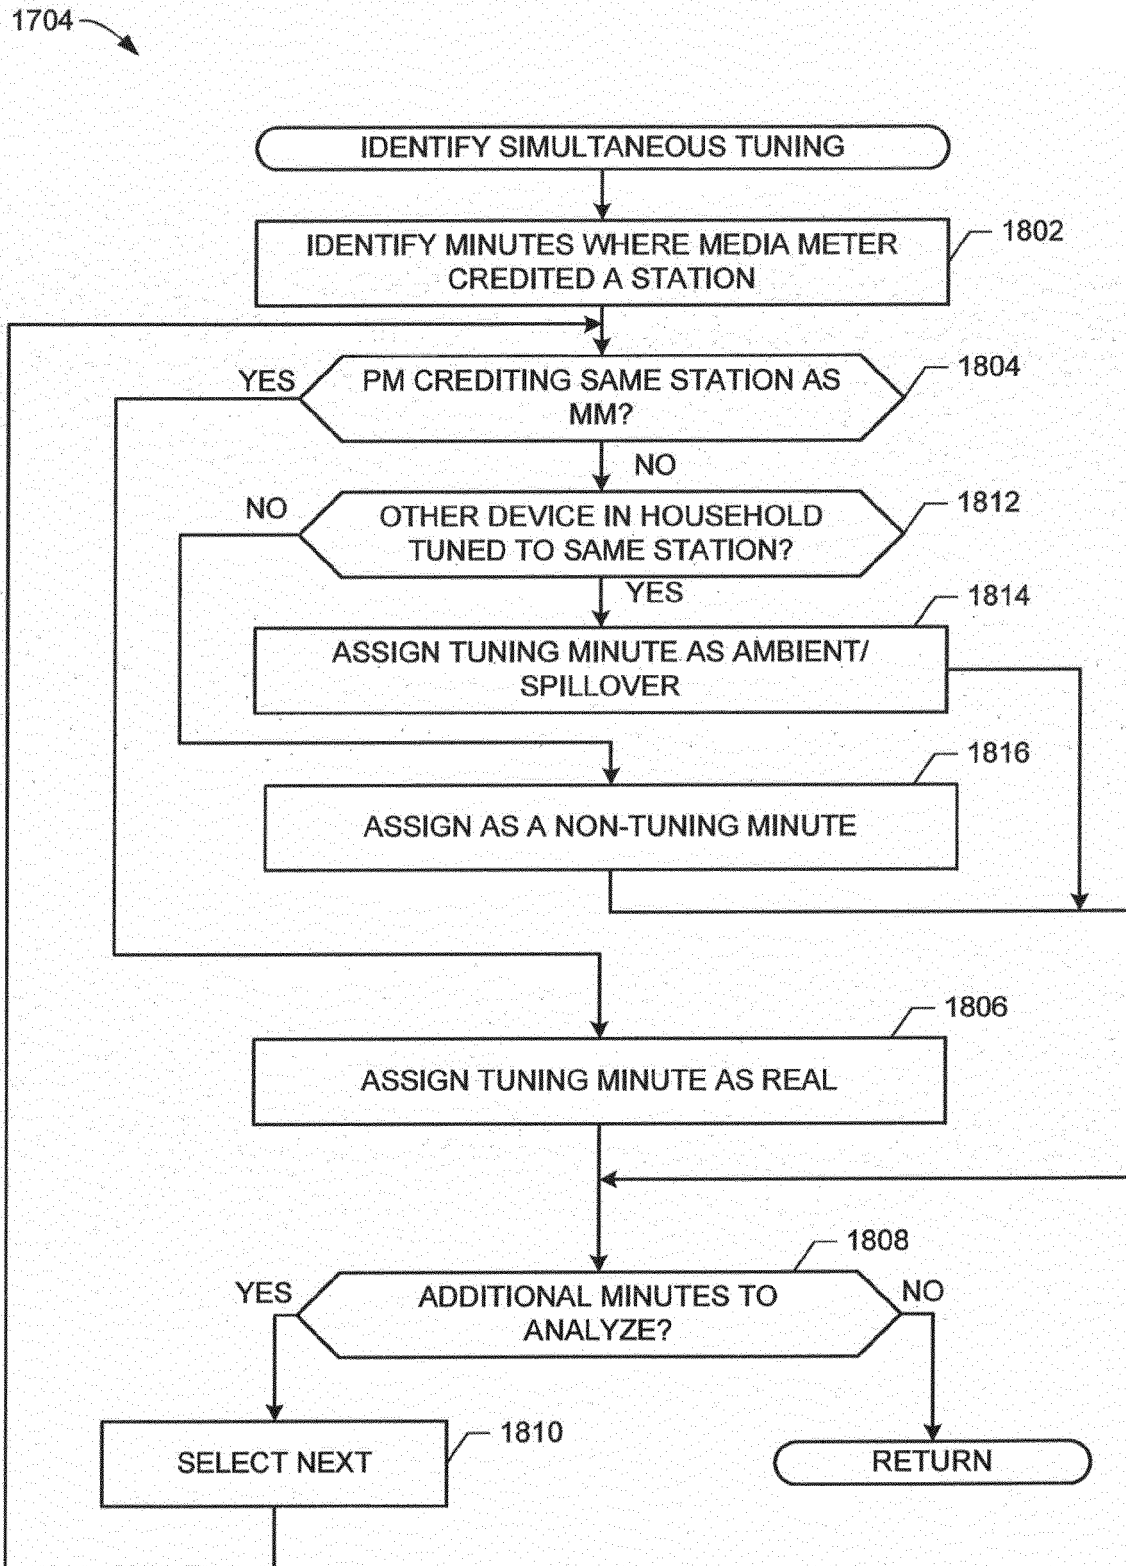 1704
IDENTIFY SIMULTANEOUS TUNING
IDENTIFY MINUTES WHERE MEDIA METER
CREDITED A STATION
1802
YES
PM CREDITING SAME STATION AS
MM?
1804
NO
NO
OTHER DEVICE IN HOUSEHOLD
TUNED TO SAME STATION?
1812
YES
1814
ASSIGN TUNING MINUTE AS AMBIENT/
SPILLOVER
1816
ASSIGN AS A NON-TUNING MINUTE
1806
ASSIGN TUNING MINUTE AS REAL
1808
YES
ADDITIONAL MINUTES TO
ANALYZE?
NO
1810
SELECT NEXT
RETURN